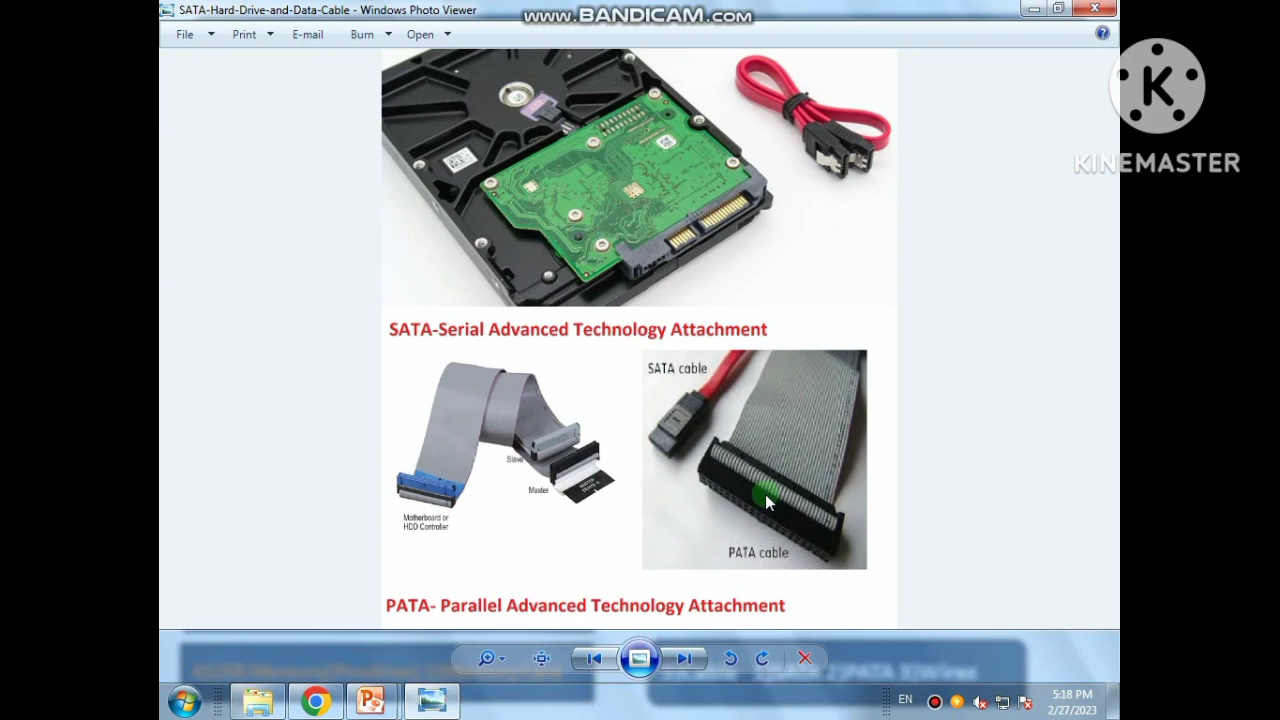 SATA-Hard-Drive-and-Data-Cable - Windows Photo Viewer
www.BANDICAM.com
File Print E-mail Burn Open
K
KINEMASTER
SATA-Serial Advanced Technology Attachment
SATA cable
Slave
Master
Motherboard or
HDD Controller
PATA cable
PATA- Parallel Advanced Technology Attachment
EN
5:18 PM
2/27/2023